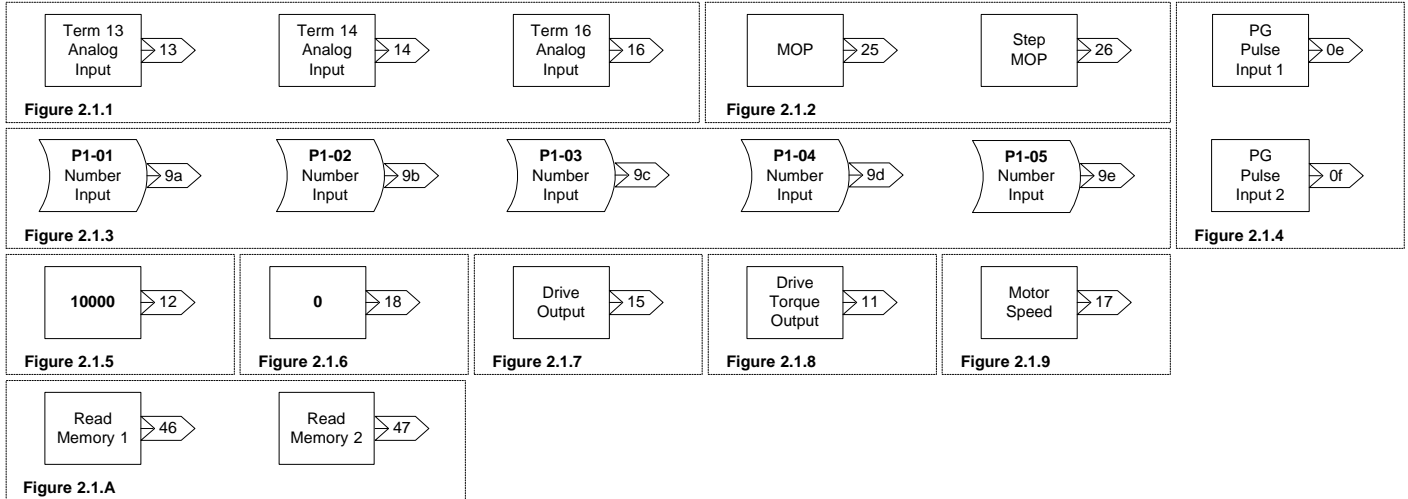 Term 13
Analog
Input
13
Term 14
Analog
Input
14
Term 16
Analog
Input
16
Figure 2.1.1
MOP
25
Step
MOP
26
Figure 2.1.2
PG
Pulse
Input 1
0e
PG
Pulse
Input 2
0f
Figure 2.1.4
P1-01
Number
Input
9a
P1-02
Number
Input
9b
P1-03
Number
Input
9c
P1-04
Number
Input
9d
P1-05
Number
Input
9e
Figure 2.1.3
10000
12
Figure 2.1.5
0
18
Figure 2.1.6
Drive
Output
15
Figure 2.1.7
Drive
Torque
Output
11
Figure 2.1.8
Motor
Speed
17
Figure 2.1.9
Read
Memory 1
46
Read
Memory 2
47
Figure 2.1.A